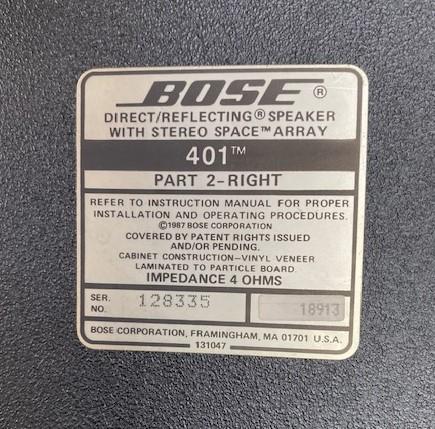 BOSE ®
DIRECT/REFLECTING® SPEAKER
WITH STEREO SPACE™ ARRAY
401™
PART 2-RIGHT
REFER TO INSTRUCTION MANUAL FOR PROPER
INSTALLATION AND OPERATING PROCEDURES.
©1987 BOSE CORPORATION
COVERED BY PATENT RIGHTS ISSUED
AND/OR PENDING.
CABINET CONSTRUCTION-VINYL VENEER
LAMINATED TO PARTICLE BOARD.
IMPEDANCE 4 OHMS
SER. NO. 128335 18913
BOSE CORPORATION, FRAMINGHAM, MA 01701 U.S.A.
131047